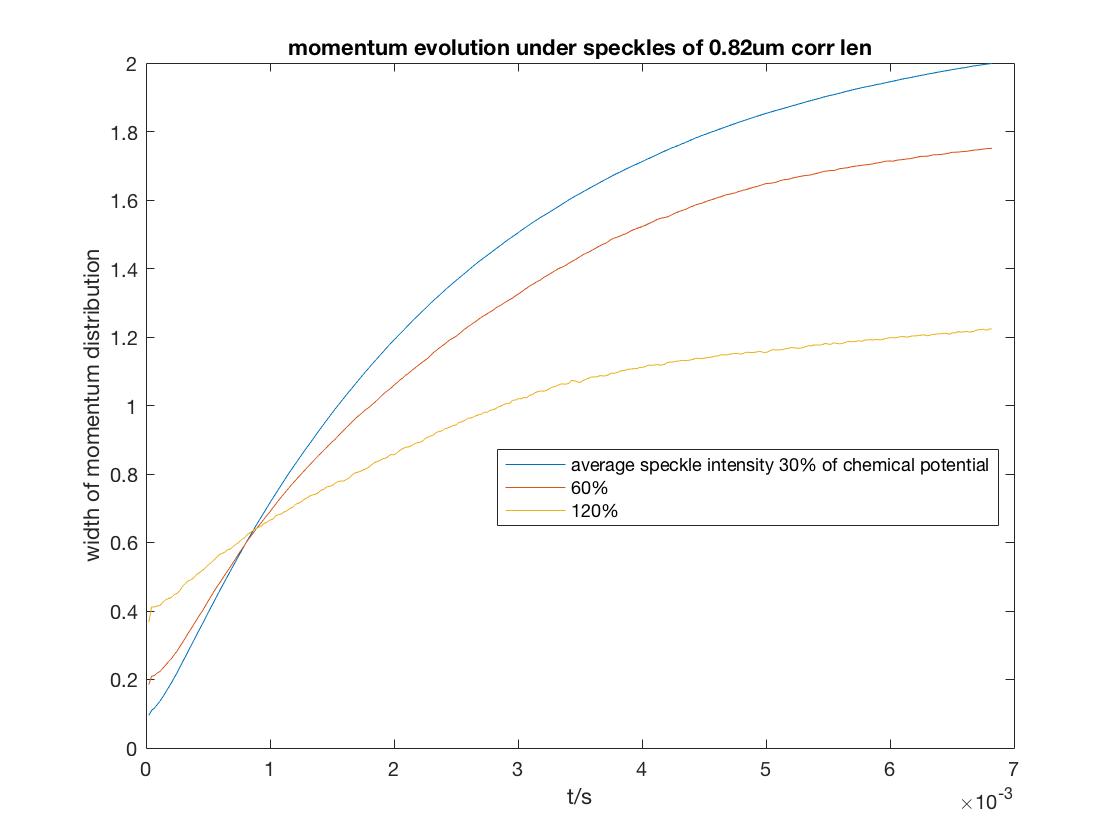 momentum evolution under speckles of 0.82um corr len
2
1.8
1.6
1.4
1.2
1
0.8
0.6
0.4
0.2
0
width of momentum distribution
average speckle intensity 30% of chemical potential
60%
120%
0 1 2 3 4 5 6 7
t/s
×10-3